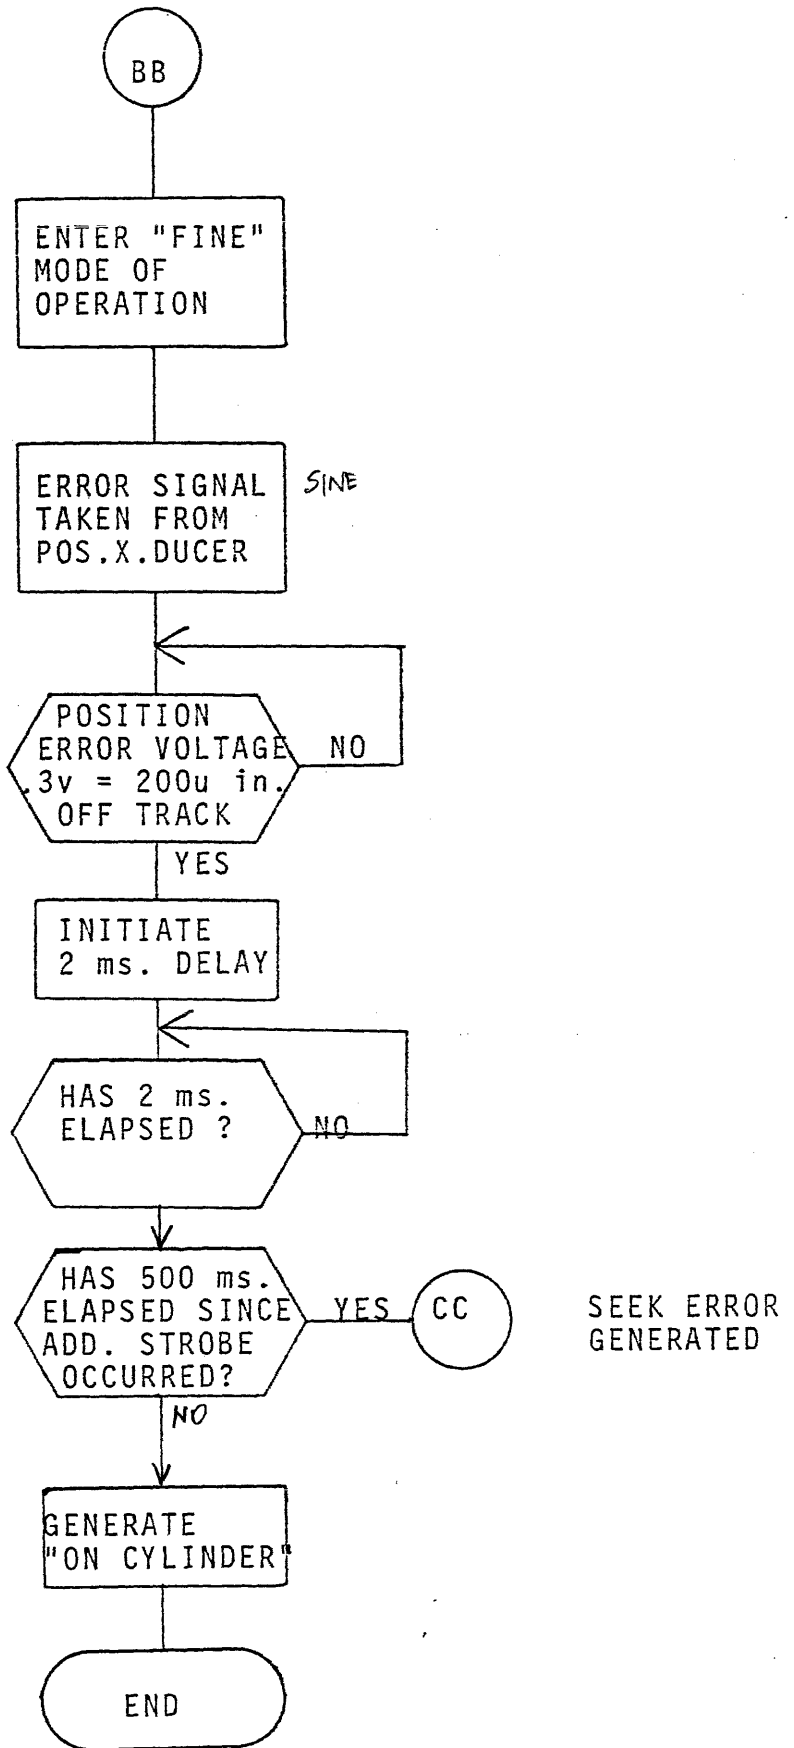 BB
ENTER "FINE"
MODE OF
OPERATION
ERROR SIGNAL
TAKEN FROM
POS.X.DUCER
SINE
POSITION
ERROR VOLTAGE
.3v = 200u in.
OFF TRACK
NO
YES
INITIATE
2 ms. DELAY
HAS 2 ms.
ELAPSED ?
NO
HAS 500 ms.
ELAPSED SINCE
ADD. STROBE
OCCURRED?
YES
CC
SEEK ERROR
GENERATED
NO
GENERATE
"ON CYLINDER"
END